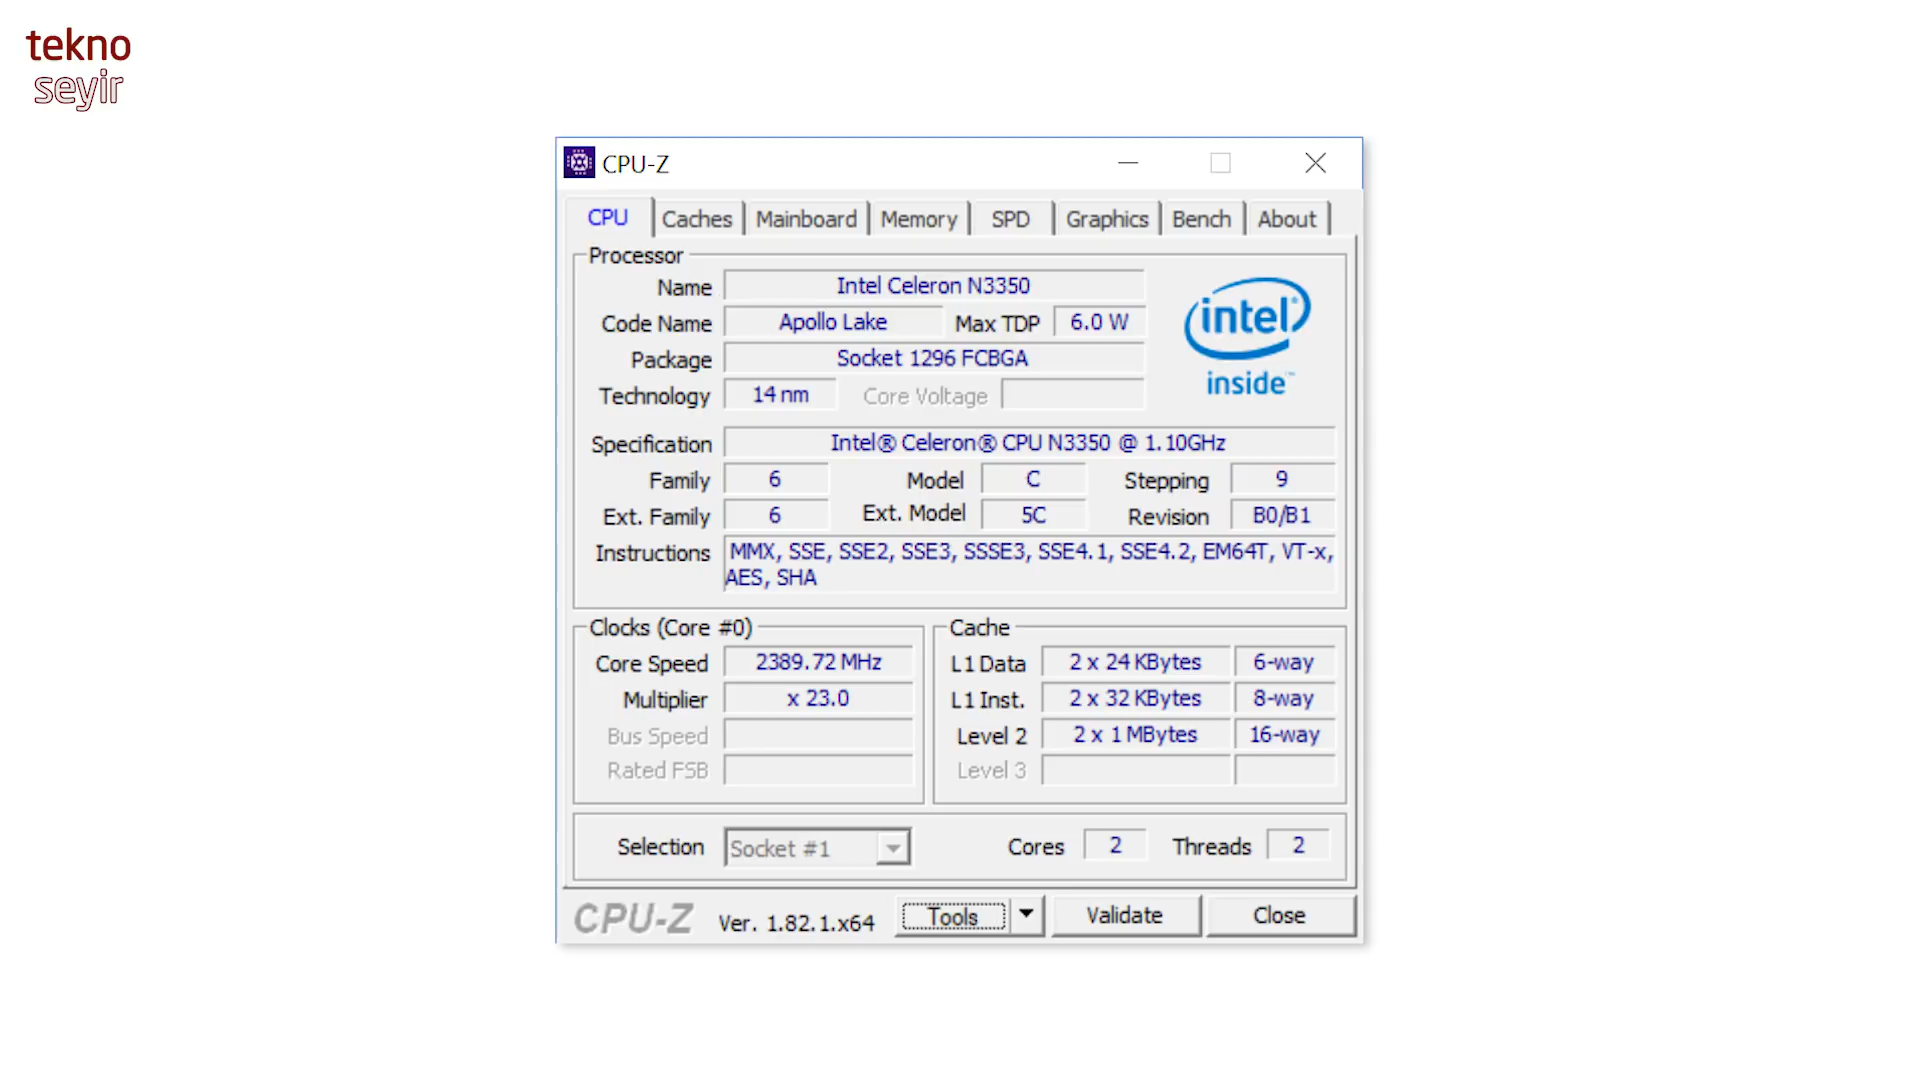 tekno
seyir
CPU-Z
CPU Caches Mainboard Memory SPD Graphics Bench About
Processor
Name Intel Celeron N3350
Code Name Apollo Lake Max TDP 6.0 W
Package Socket 1296 FCBGA
Technology 14 nm Core Voltage
intel®
inside™
Specification Intel® Celeron® CPU N3350 @ 1.10GHz
Family 6 Model C Stepping 9
Ext. Family 6 Ext. Model 5C Revision B0/B1
Instructions MMX, SSE, SSE2, SSE3, SSSE3, SSE4.1, SSE4.2, EM64T, VT-x,
AES, SHA
Clocks (Core #0)
Core Speed 2389.72 MHz
Multiplier x 23.0
Bus Speed
Rated FSB
Cache
L1 Data 2 x 24 KBytes 6-way
L1 Inst. 2 x 32 KBytes 8-way
Level 2 2 x 1 MBytes 16-way
Level 3
Selection Socket #1 Cores 2 Threads 2
CPU-Z Ver. 1.82.1.x64 Tools Validate Close